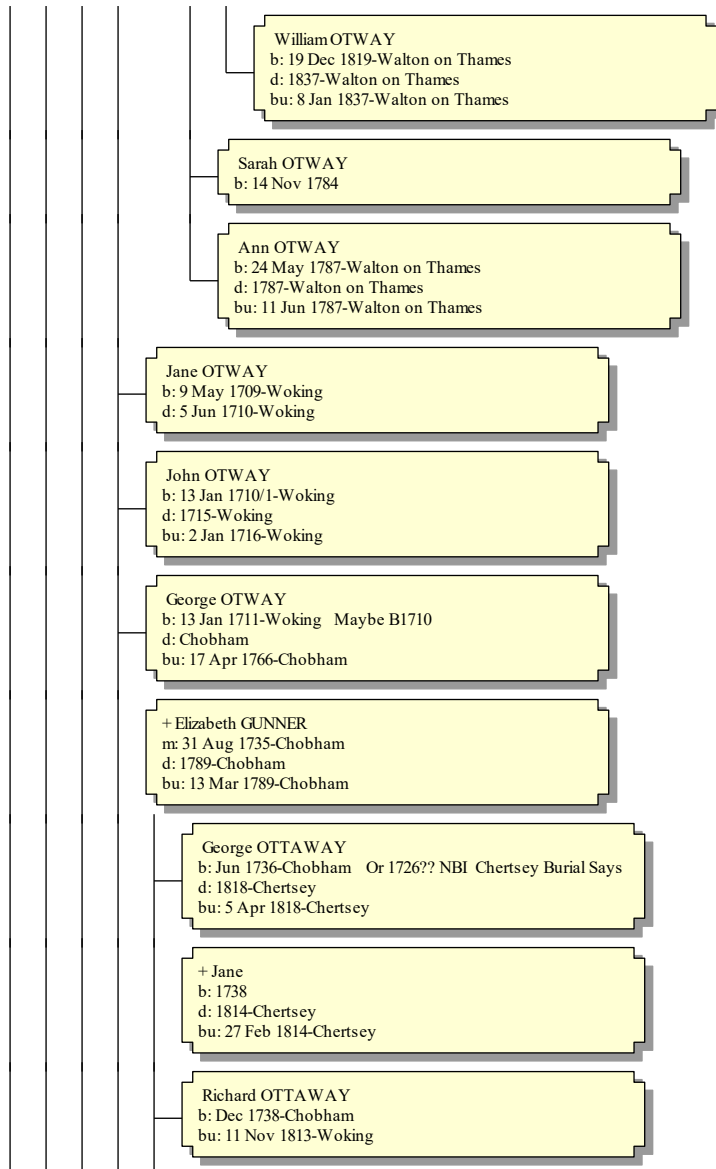 William OTWAY
b: 19 Dec 1819-Walton on Thames
d: 1837-Walton on Thames
bu: 8 Jan 1837-Walton on Thames
Sarah OTWAY
b: 14 Nov 1784
Ann OTWAY
b: 24 May 1787-Walton on Thames
d: 1787-Walton on Thames
bu: 11 Jun 1787-Walton on Thames
Jane OTWAY
b: 9 May 1709-Woking
d: 5 Jun 1710-Woking
John OTWAY
b: 13 Jan 1710/1-Woking
d: 1715-Woking
bu: 2 Jan 1716-Woking
George OTWAY
b: 13 Jan 1711-Woking Maybe B1710
d: Chobham
bu: 17 Apr 1766-Chobham
+ Elizabeth GUNNER
m: 31 Aug 1735-Chobham
d: 1789-Chobham
bu: 13 Mar 1789-Chobham
George OTTAWAY
b: Jun 1736-Chobham Or 1726?? NBI Chertsey Burial Says
d: 1818-Chertsey
bu: 5 Apr 1818-Chertsey
+ Jane
b: 1738
d: 1814-Chertsey
bu: 27 Feb 1814-Chertsey
Richard OTTAWAY
b: Dec 1738-Chobham
bu: 11 Nov 1813-Woking